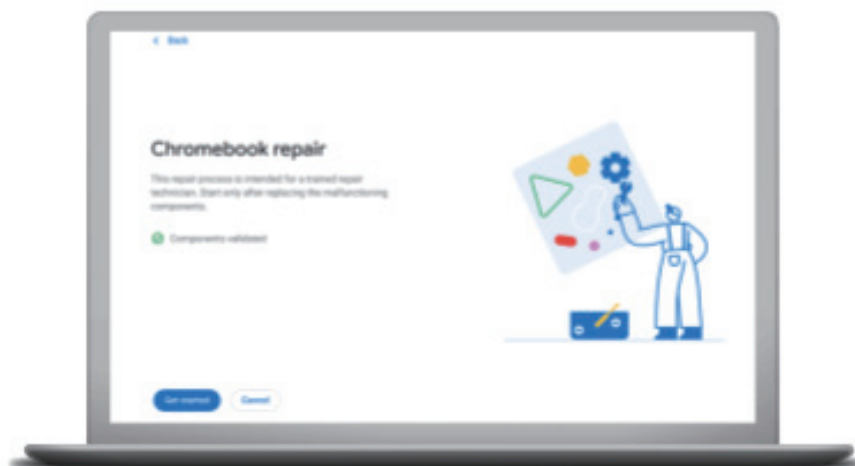 Back
Chromebook repair
This repair process is intended for a trained repair
technician. Start only after replacing the malfunctioning
components.
Components validated
Get started
Cancel